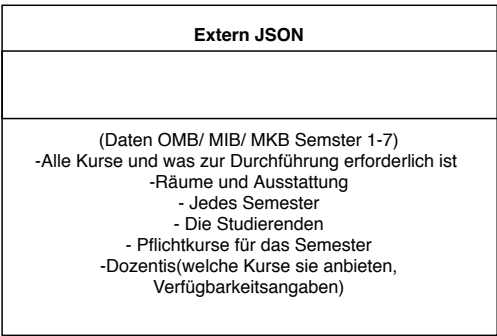 Extern JSON
(Daten OMB/ MIB/ MKB Semster 1-7)
-Alle Kurse und was zur Durchführung erforderlich ist
-Räume und Ausstattung
- Jedes Semester
- Die Studierenden
- Pflichtkurse für das Semester
-Dozentis(welche Kurse sie anbieten,
Verfügbarkeitsangaben)